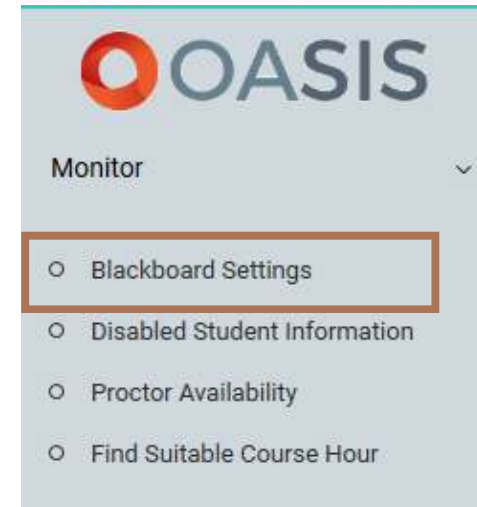 OASIS
Monitor
Blackboard Settings
Disabled Student Information
Proctor Availability
Find Suitable Course Hour